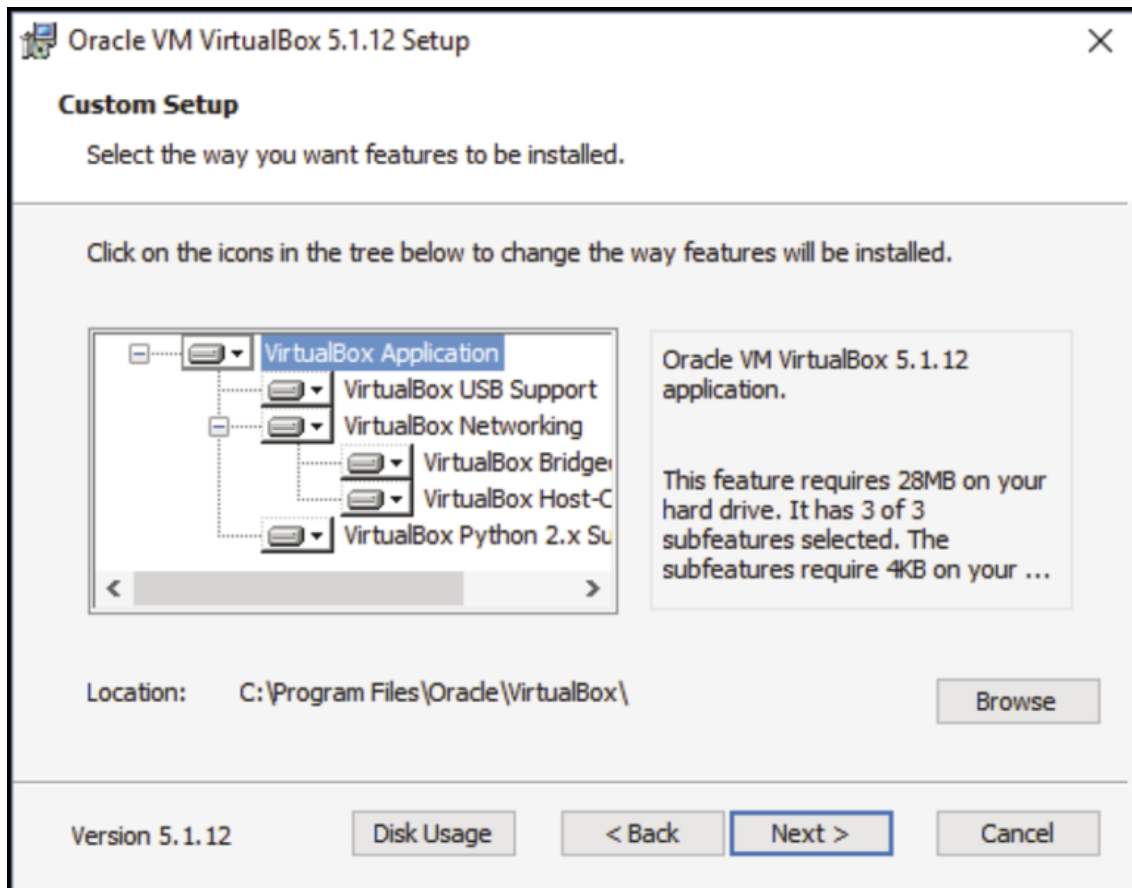 Oracle VM VirtualBox 5.1.12 Setup
Custom Setup
Select the way you want features to be installed.
Click on the icons in the tree below to change the way features will be installed.
VirtualBox Application
VirtualBox USB Support
VirtualBox Networking
VirtualBox Bridge
VirtualBox Host-C
VirtualBox Python 2.x Su
Oracle VM VirtualBox 5.1.12
application.
This feature requires 28MB on your
hard drive. It has 3 of 3
subfeatures selected. The
subfeatures require 4KB on your ...
Location: C:\Program Files\Oracle\VirtualBox\
Browse
Version 5.1.12
Disk Usage
< Back
Next >
Cancel